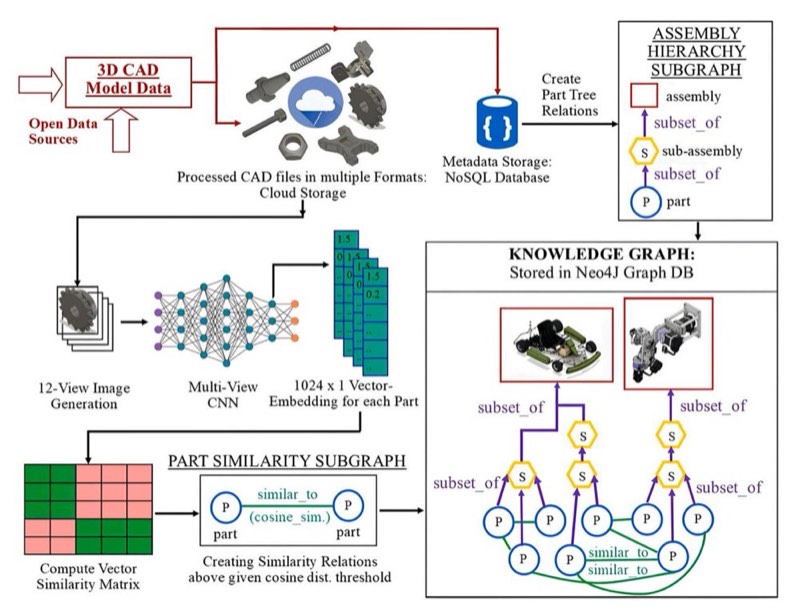 3D CAD
Model Data
Open Data
Sources
Processed CAD files in multiple Formats:
Cloud Storage
{ }
Metadata Storage:
NoSQL Database
Create
Part Tree
Relations
ASSEMBLY
HIERARCHY
SUBGRAPH
assembly
subset_of
S sub-assembly
subset_of
P part
12-View Image
Generation
Multi-View
CNN
1.5
0 1.5
0 1.5
0 1.5
0.2
1024 x 1 Vector-
Embedding for each Part
Compute Vector
Similarity Matrix
PART SIMILARITY SUBGRAPH
P similar_to P
(cosine_sim.)
part part
Creating Similarity Relations
above given cosine dist. threshold
KNOWLEDGE GRAPH:
Stored in Neo4J Graph DB
subset_of subset_of
S S
subset_of S S S subset_of
P P P P P
P P similar_to P
similar_to